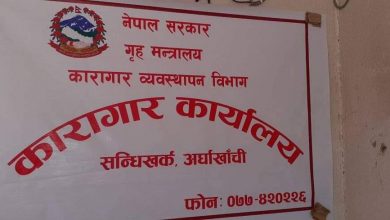 नेपाल सरकार
गृह मन्त्रालय
कारागार व्यवस्थापन विभाग
कारागार कार्यालय
सन्धिखर्क, अर्घाखाँची
फोन: ०७७-४२०२२६